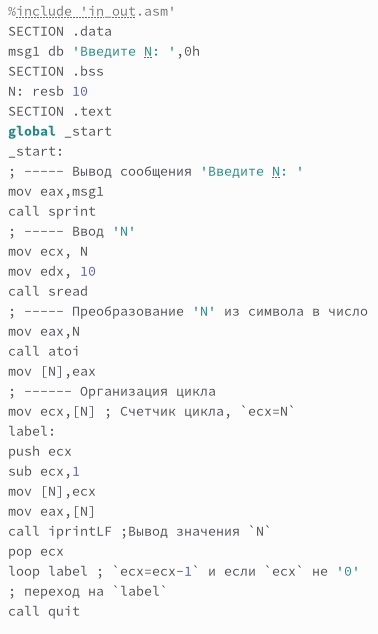 %include 'in_out.asm'
SECTION .data
msg1 db 'Введите N: ',0h
SECTION .bss
N: resb 10
SECTION .text
global _start
_start:
; ----- Вывод сообщения 'Введите N: '
mov eax,msg1
call sprint
; ----- Ввод 'N'
mov ecx, N
mov edx, 10
call sread
; ----- Преобразование 'N' из символа в число
mov eax,N
call atoi
mov [N],eax
; ------ Организация цикла
mov ecx,[N] ; Счетчик цикла, `ecx=N`
label:
push ecx
sub ecx,1
mov [N],ecx
mov eax,[N]
call iprintLF ;Вывод значения `N`
pop ecx
loop label ; `ecx=ecx-1` и если `ecx` не '0'
; переход на `label`
call quit